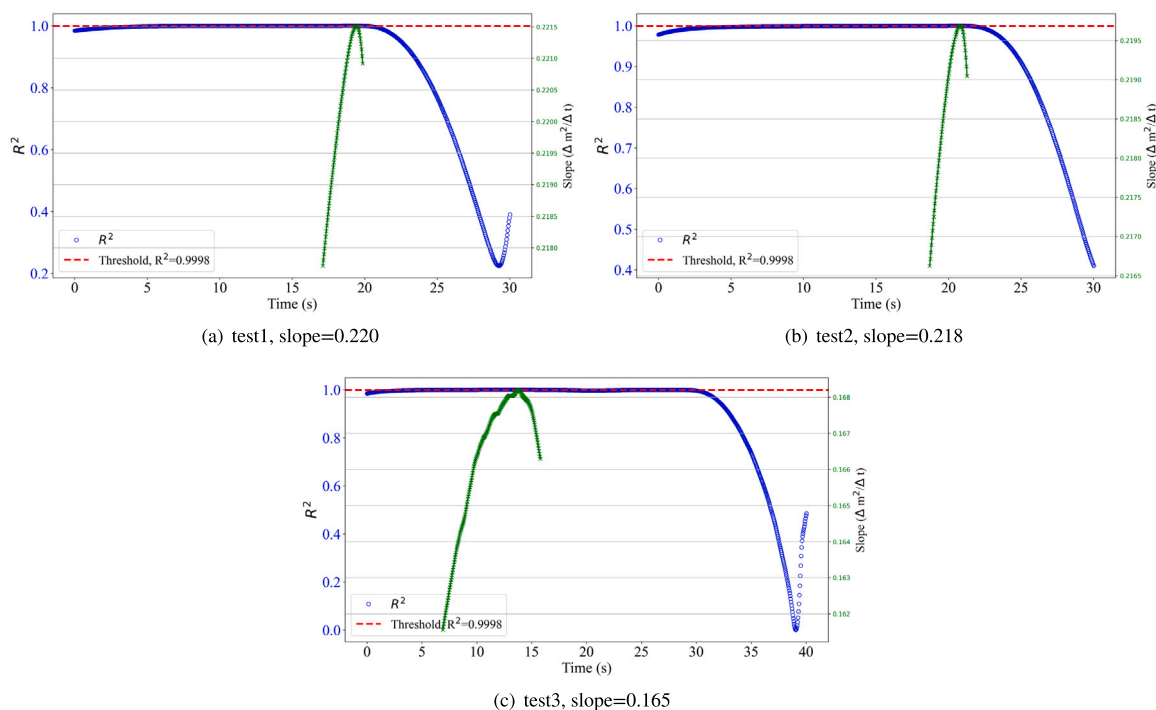 1.0
0.8
0.6
0.4
0.2
R²
0.2215
0.2210
0.2205
0.2200
0.2195
0.2190
0.2185
0.2180
Slope (Δ m²/Δ t)
R²
Threshold, R²=0.9998
0 5 10 15 20 25 30
Time (s)
(a) test1, slope=0.220
1.0
0.9
0.8
0.7
0.6
0.5
0.4
R²
0.2195
0.2190
0.2185
0.2180
0.2175
0.2170
0.2165
Slope (Δ m²/Δ t)
R²
Threshold, R²=0.9998
0 5 10 15 20 25 30
Time (s)
(b) test2, slope=0.218
1.0
0.8
0.6
0.4
0.2
0.0
R²
0.168
0.167
0.166
0.165
0.164
0.163
0.162
Slope (Δ m²/Δ t)
R²
Threshold, R²=0.9998
0 5 10 15 20 25 30 35 40
Time (s)
(c) test3, slope=0.165